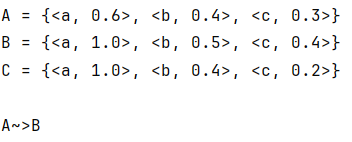 A = {<a, 0.6>, <b, 0.4>, <c, 0.3>}
B = {<a, 1.0>, <b, 0.5>, <c, 0.4>}
C = {<a, 1.0>, <b, 0.4>, <c, 0.2>}
A~>B